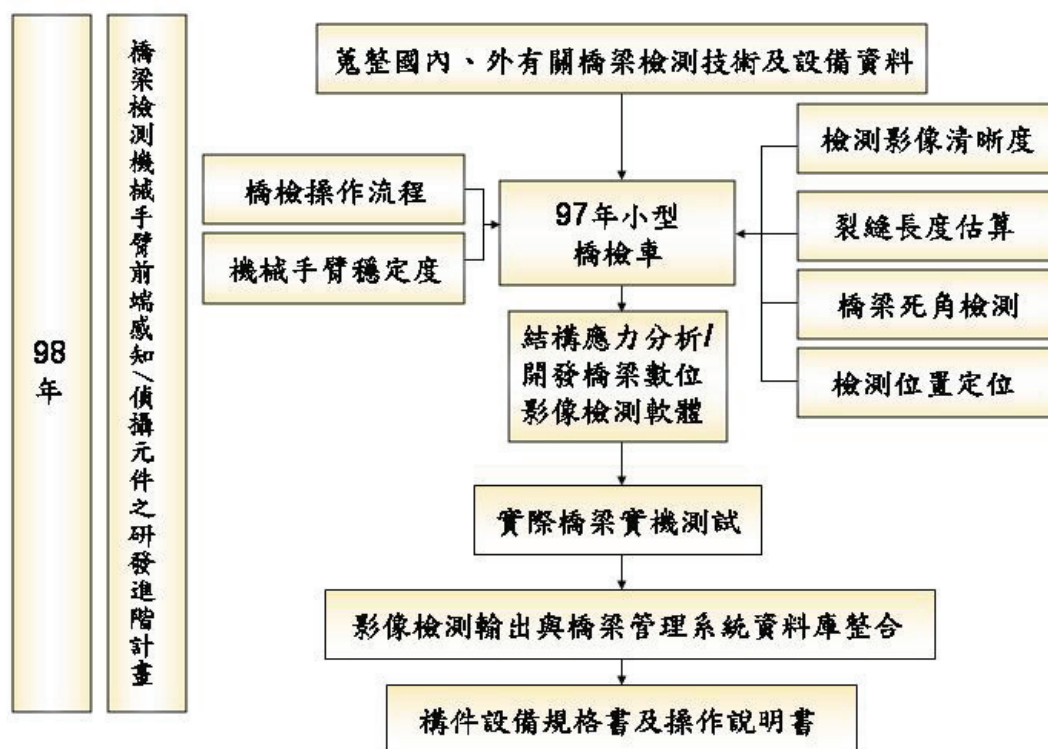 98
年
橋梁檢測機械手臂前端感知/偵攝元件之研發進階計畫
蒐整國內、外有關橋梁檢測技術及設備資料
橋檢操作流程
機械手臂穩定度
97年小型
橋檢車
檢測影像清晰度
裂縫長度估算
橋梁死角檢測
檢測位置定位
結構應力分析/
開發橋梁數位
影像檢測軟體
實際橋梁實機測試
影像檢測輸出與橋梁管理系統資料庫整合
構件設備規格書及操作說明書